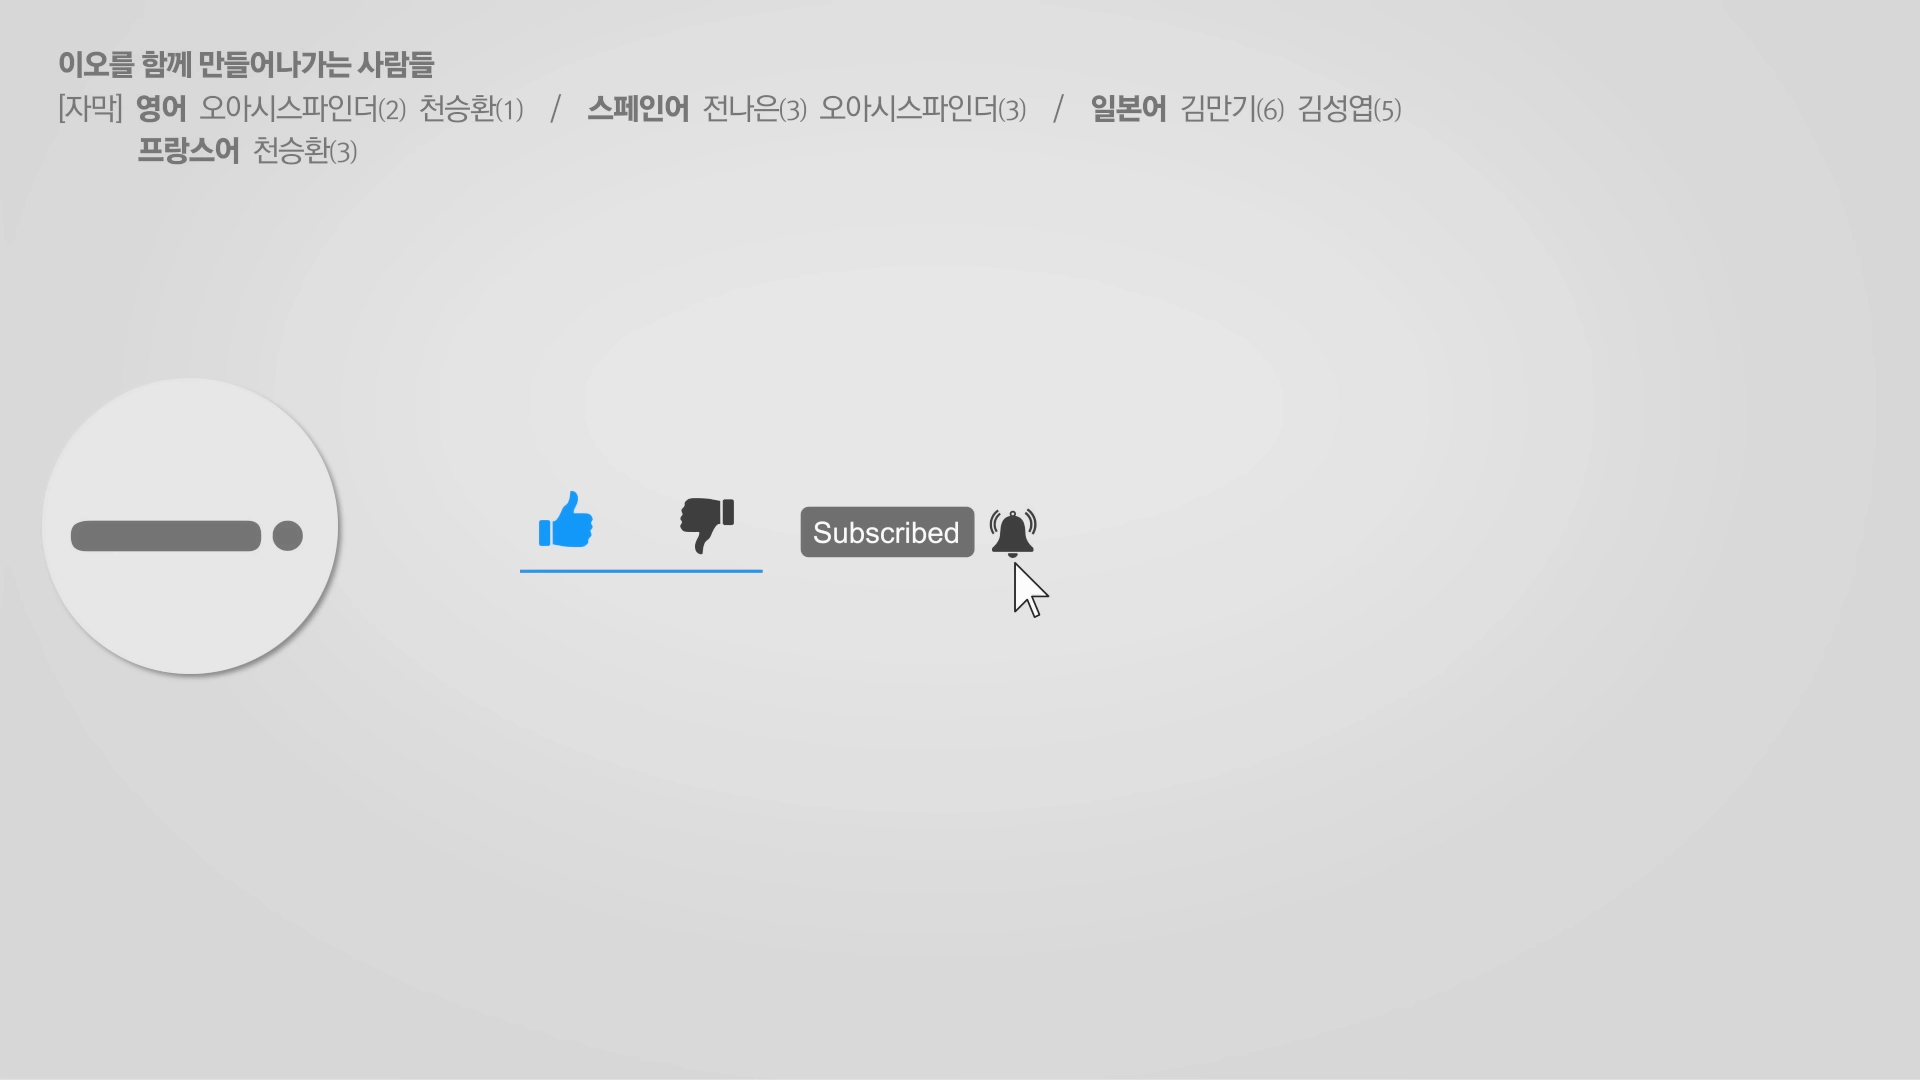 이오를 함께 만들어나가는 사람들
[자막] 영어 오아시스파인더(2) 천승환(1) / 스페인어 전나은(3) 오아시스파인더(3) / 일본어 김만기(6) 김성엽(5)
프랑스어 천승환(3)
Subscribed